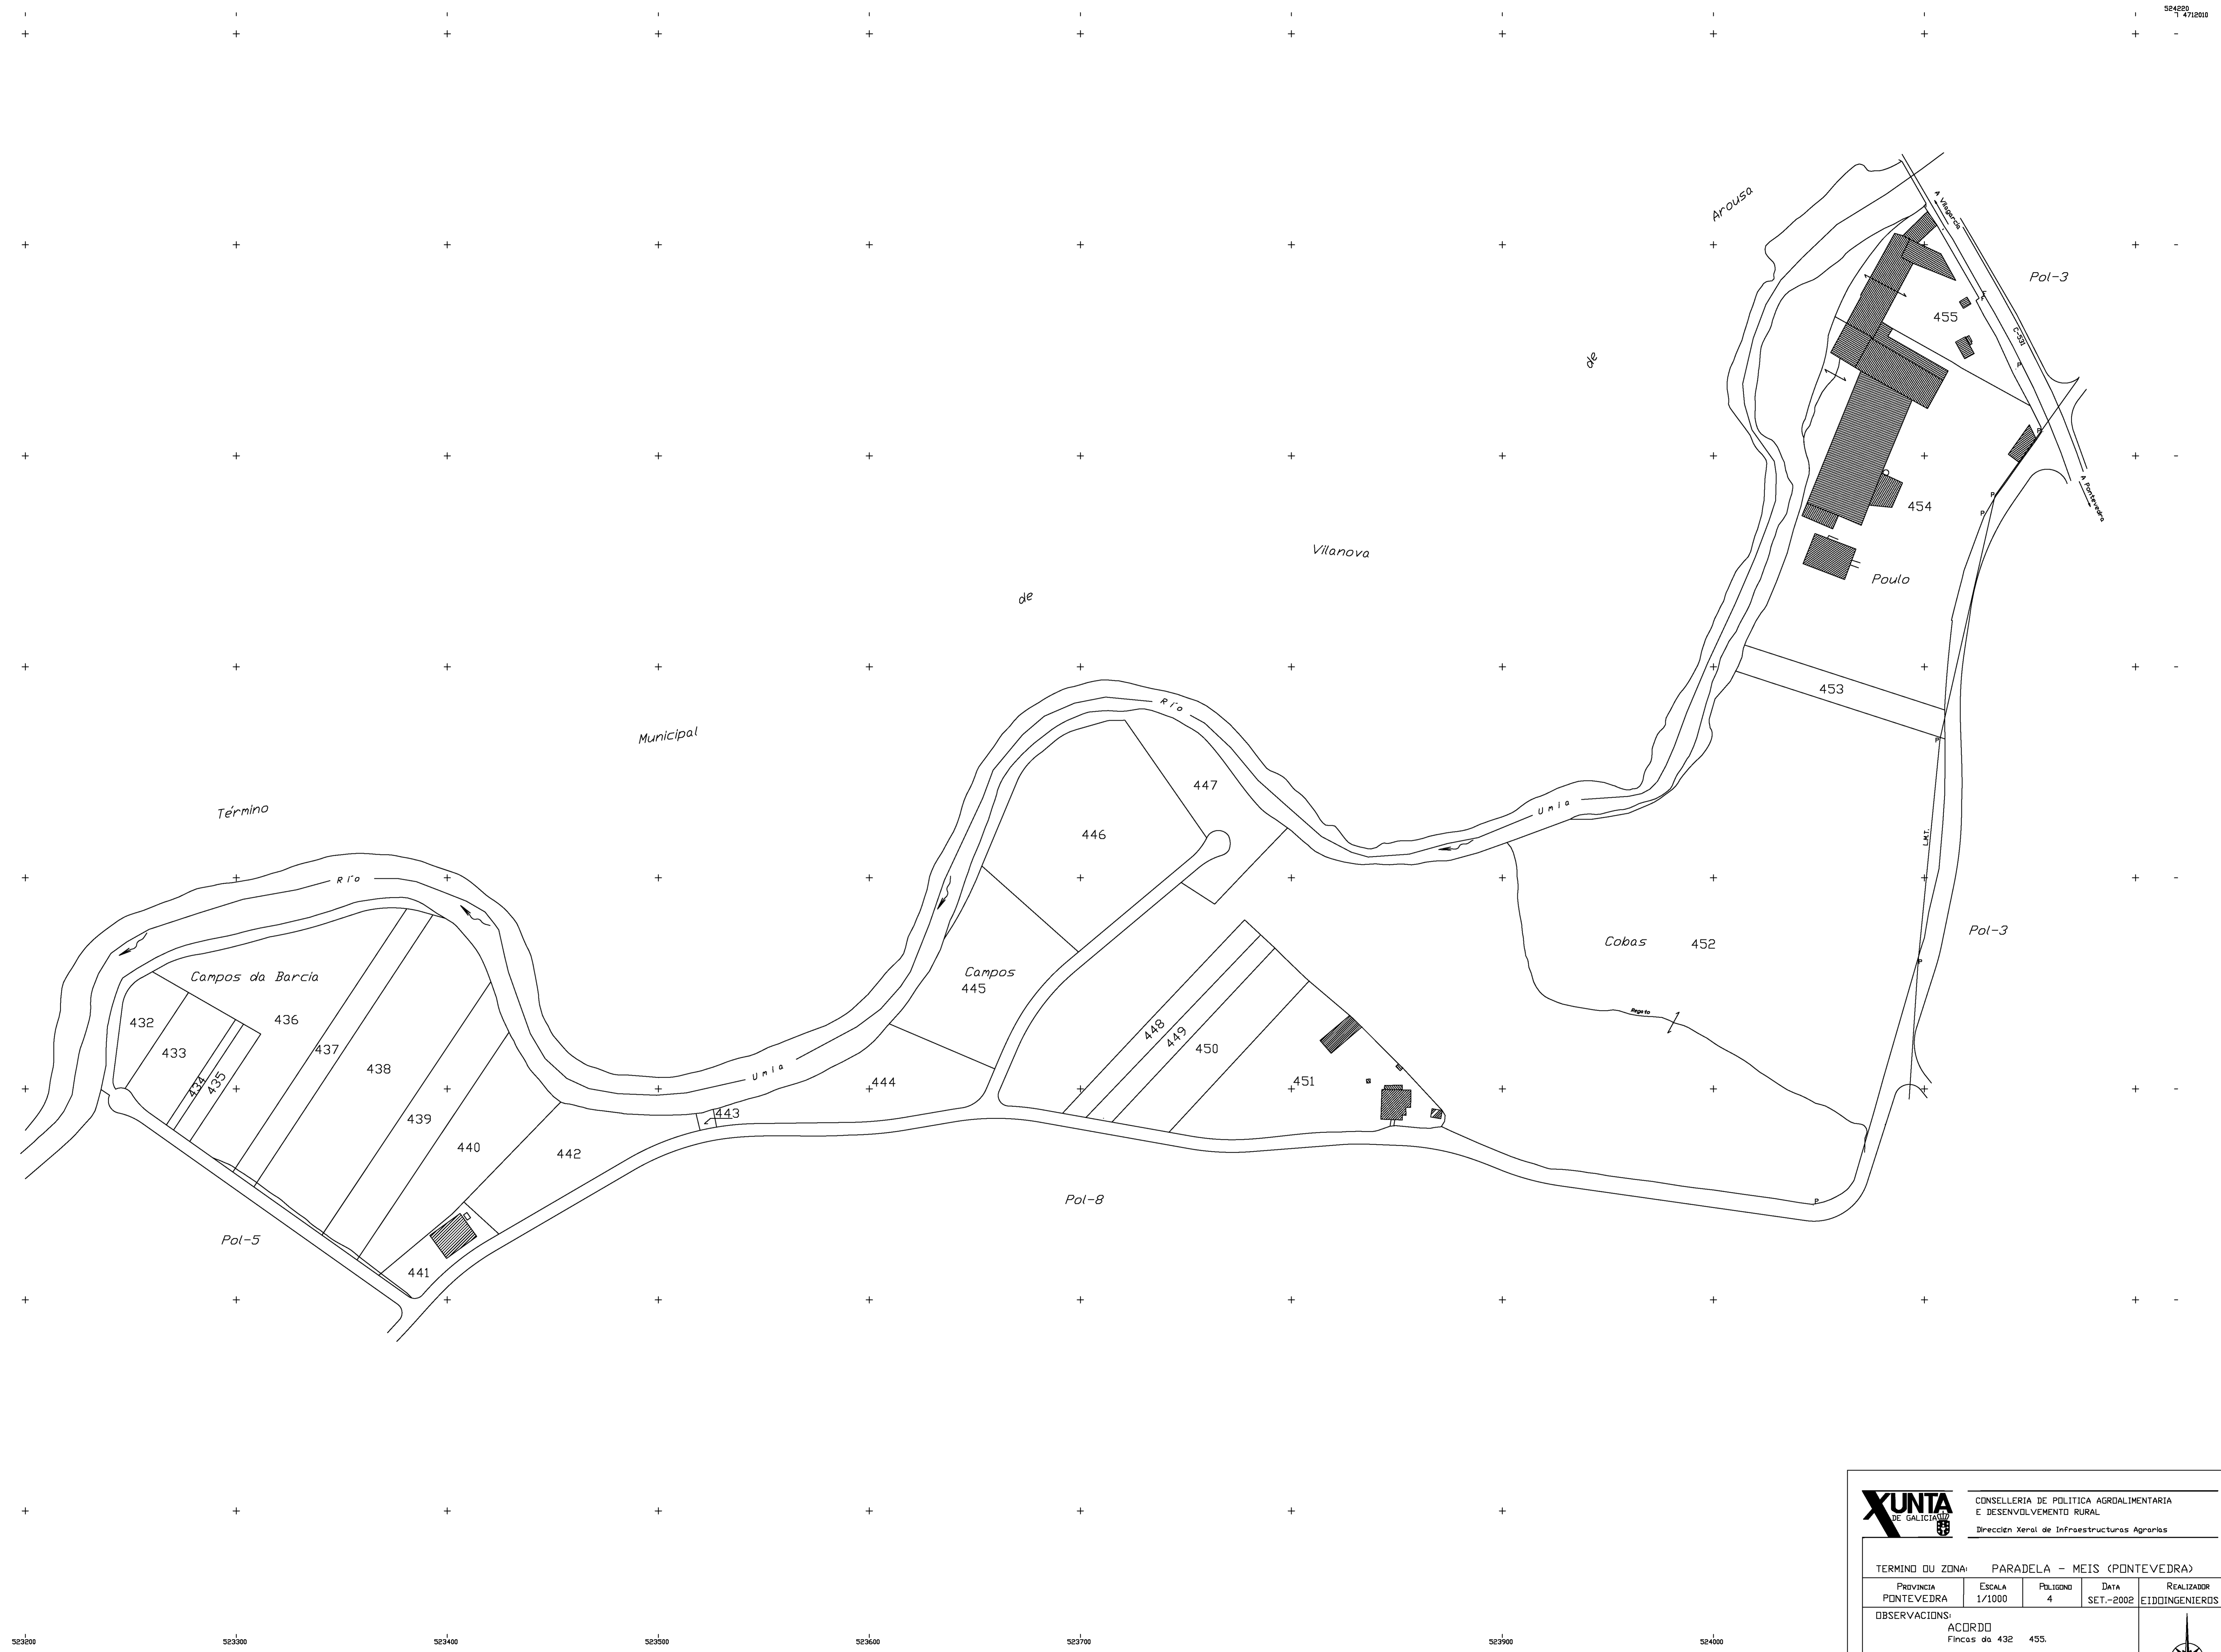 524220
4712010
Arousa
A Vilagarcía
Pol-3
455
C-531
F
P
de
P
A Pontevedra
P
P
454
Vilanova
Poulo
de
453
Río
Municipal
P
447
Término
Umia
446
L.M.T.
Río
Pol-3
Cobas
452
P
Campos
445
Campos da Barcia
Regato
436
432
448
449
450
437
433
438
Umia
451
444
434
435
443
439
440
442
Pol-8
P
Pol-5
441
XUNTA
DE GALICIA
CONSELLERIA DE POLITICA AGROALIMENTARIA
E DESENVOLVEMENTO RURAL
Direccion Xeral de Infraestructuras Agrarias
TERMINO OU ZONA: PARADELA - MEIS (PONTEVEDRA)
PROVINCIA ESCALA POLIGONO DATA REALIZADOR
PONTEVEDRA 1/1000 4 SET.-2002 EIDOINGENIEROS
OBSERVACIONS:
ACORDO
Fincas da 432 455.
523200 523300 523400 523500 523600 523700 523900 524000